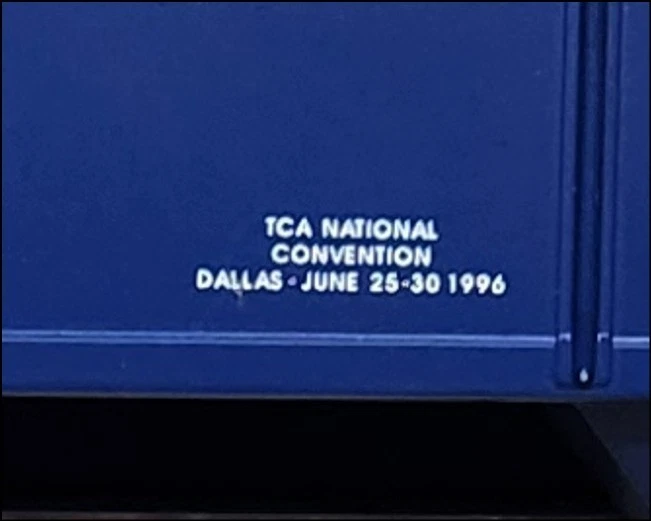 TCA NATIONAL
CONVENTION
DALLAS - JUNE 25-30 1996